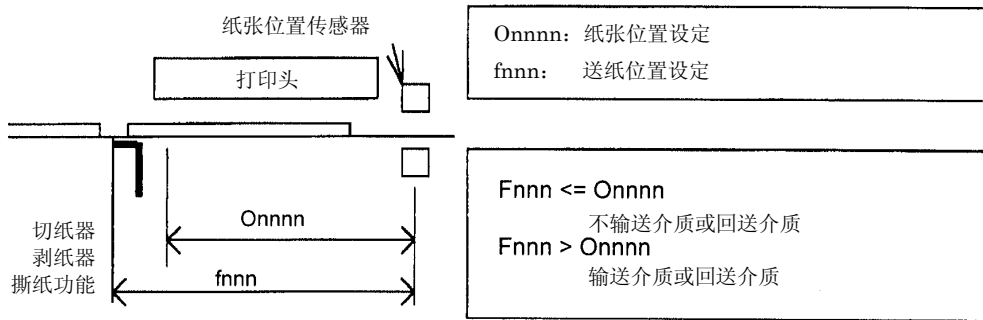 纸张位置传感器
打印头
Onnnn
fnnn
切纸器
剥纸器
撕纸功能
Onnnn：纸张位置设定
fnnn： 送纸位置设定
Fnnn <= Onnnn
不输送介质或回送介质
Fnnn > Onnnn
输送介质或回送介质